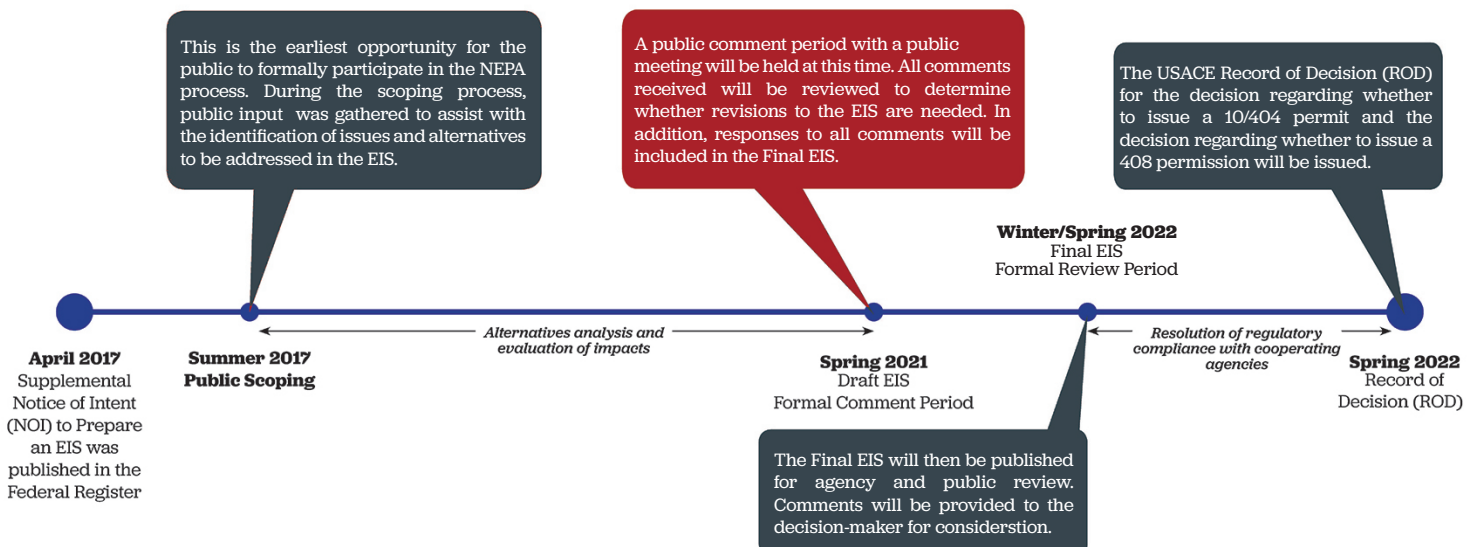 This is the earliest opportunity for the
public to formally participate in the NEPA
process. During the scoping process,
public input was gathered to assist with
the identification of issues and alternatives
to be addressed in the EIS.
A public comment period with a public
meeting will be held at this time. All comments
received will be reviewed to determine
whether revisions to the EIS are needed. In
addition, responses to all comments will be
included in the Final EIS.
The USACE Record of Decision (ROD)
for the decision regarding whether
to issue a 10/404 permit and the
decision regarding whether to issue a
408 permission will be issued.
Winter/Spring 2022
Final EIS
Formal Review Period
April 2017
Supplemental
Notice of Intent
(NOI) to Prepare
an EIS was
published in the
Federal Register
Summer 2017
Public Scoping
Alternatives analysis and
evaluation of impacts
Spring 2021
Draft EIS
Formal Comment Period
Resolution of regulatory
compliance with cooperating
agencies
Spring 2022
Record of
Decision (ROD)
The Final EIS will then be published
for agency and public review.
Comments will be provided to the
decision-maker for considerstion.